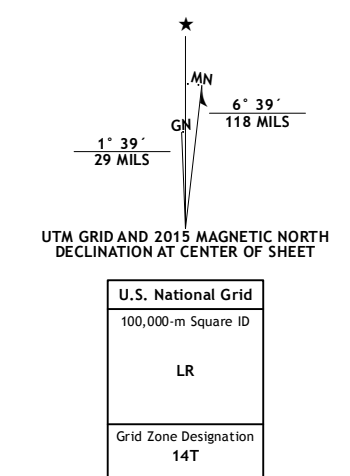 ★
MN
GN
6° 39´
118 MILS
1° 39´
29 MILS
UTM GRID AND 2015 MAGNETIC NORTH
DECLINATION AT CENTER OF SHEET
U.S. National Grid
100,000-m Square ID
LR
Grid Zone Designation
14T